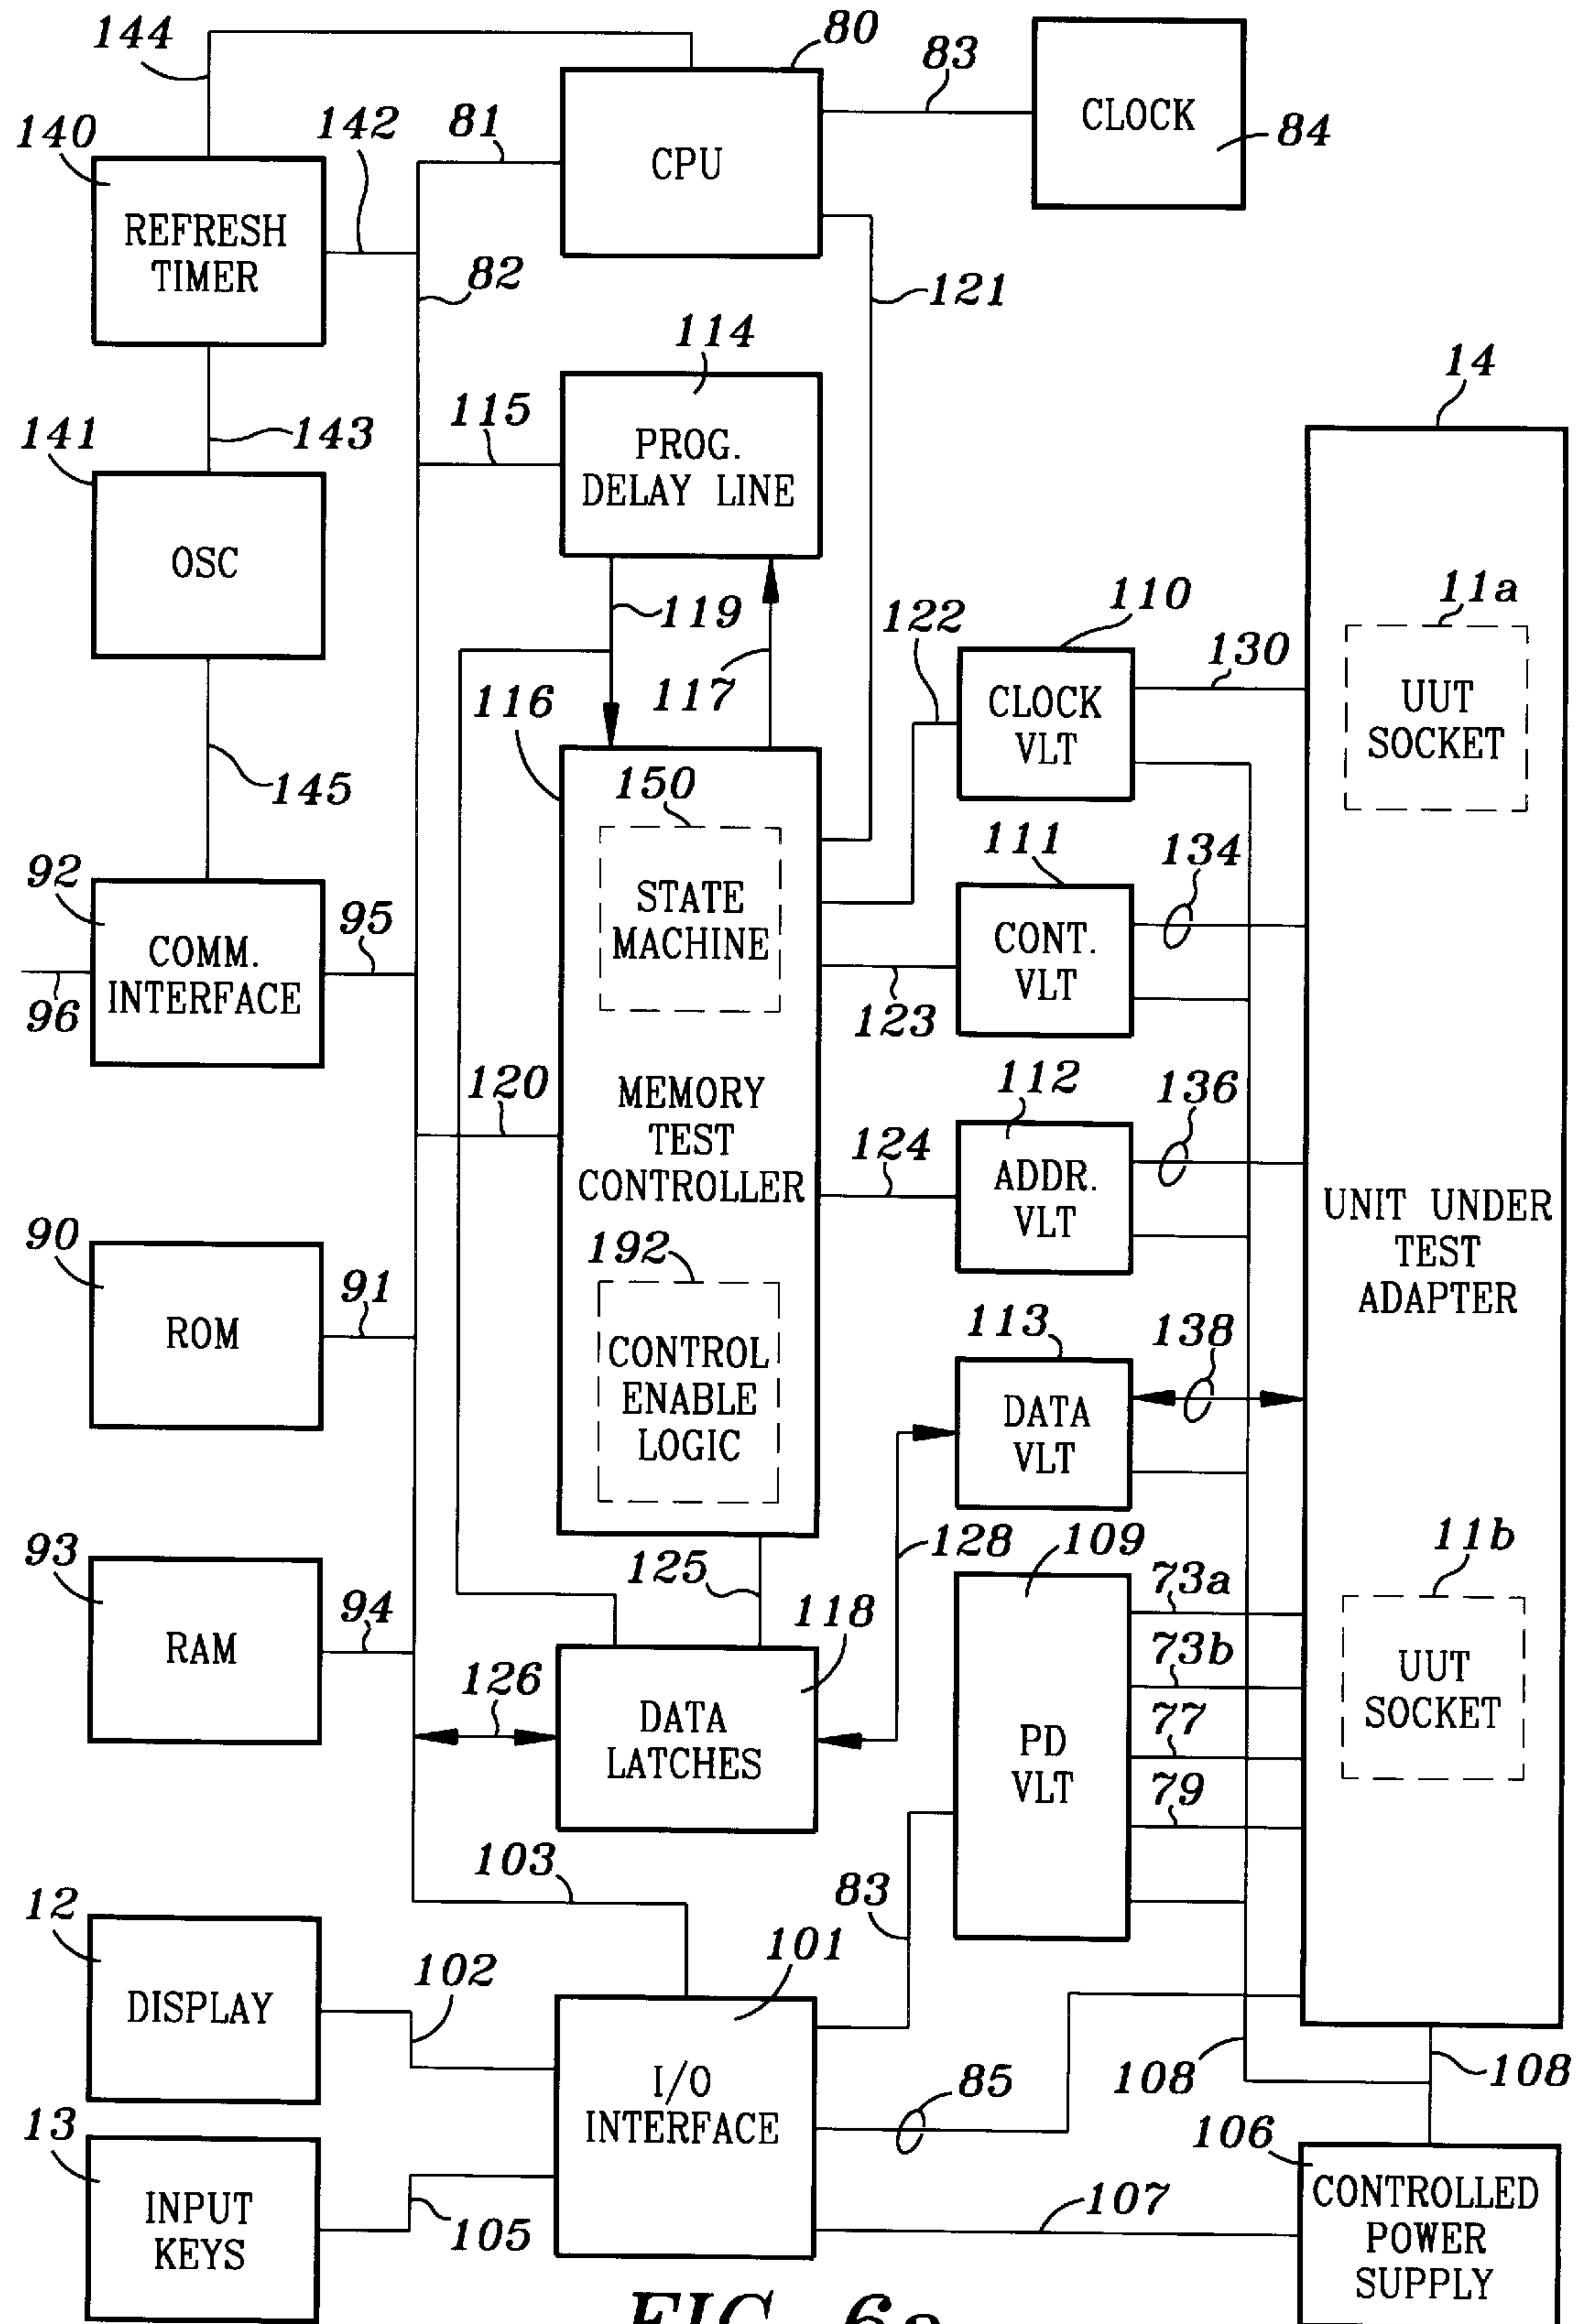 144
80
83
CLOCK
84
140
142
81
CPU
REFRESH
TIMER
82
121
114
14
141
143
115
PROG.
DELAY LINE
OSC
119
122
110
11a
130
116
117
CLOCK
VLT
UUT
SOCKET
145
150
111
134
92
95
STATE
MACHINE
CONT.
VLT
COMM.
INTERFACE
96
123
120
MEMORY
TEST
CONTROLLER
112
136
124
ADDR.
VLT
UNIT UNDER
TEST
ADAPTER
90
91
192
113
138
ROM
CONTROL
ENABLE
LOGIC
DATA
VLT
93
94
125
128
109
73a
11b
RAM
118
73b
126
DATA
LATCHES
77
UUT
SOCKET
PD
VLT
79
103
83
12
102
101
DISPLAY
I/O
INTERFACE
85
108
108
13
106
INPUT
KEYS
105
107
CONTROLLED
POWER
SUPPLY